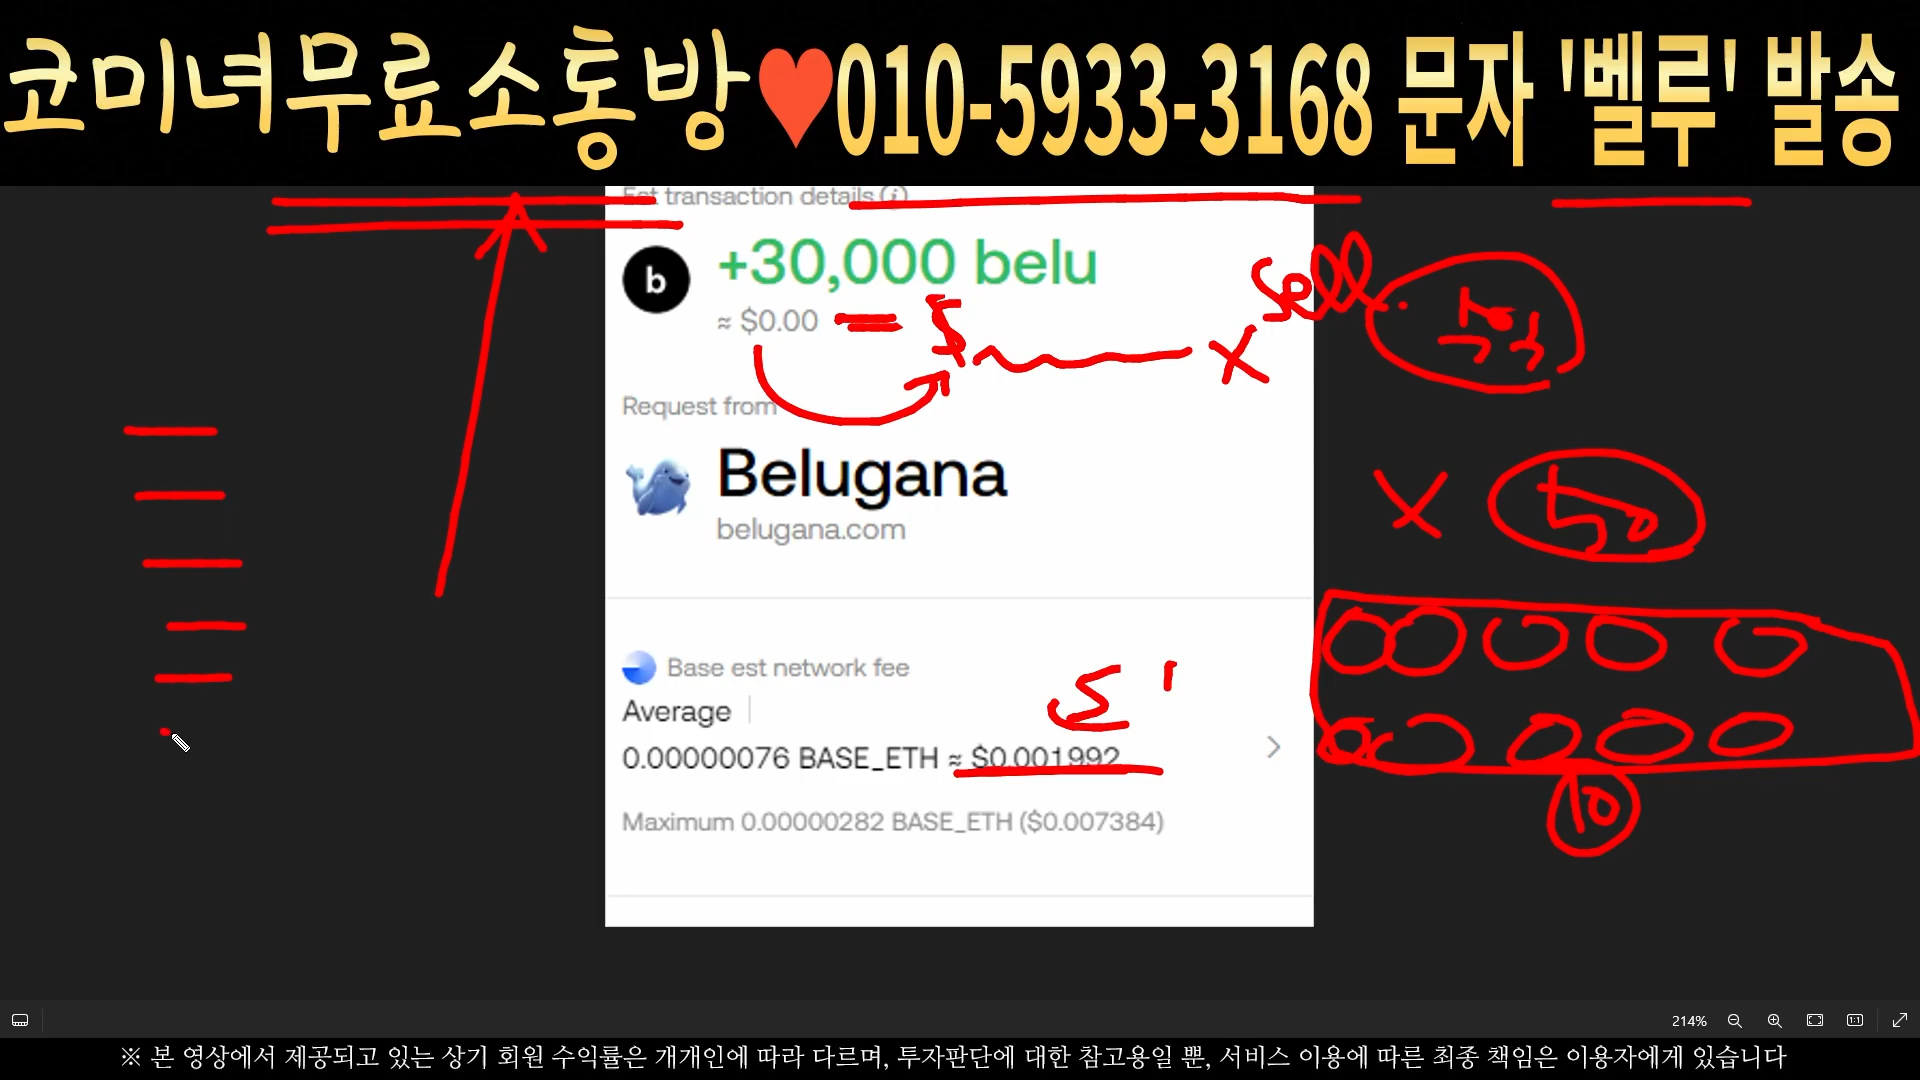 코미녀무료소통방♥010-5933-3168 문자 '벨루' 발송
Est transaction details
b
+30,000 belu
≈ $0.00
= $
x
sell
Request from
Belugana
belugana.com
x
Base est network fee
Average
0.00000076 BASE_ETH ≈ $0.001992
Maximum 0.00000282 BASE_ETH ($0.007384)
10
214%
1:1
※ 본 영상에서 제공되고 있는 상기 회원 수익률은 개개인에 따라 다르며, 투자판단에 대한 참고용일 뿐, 서비스 이용에 따른 최종 책임은 이용자에게 있습니다